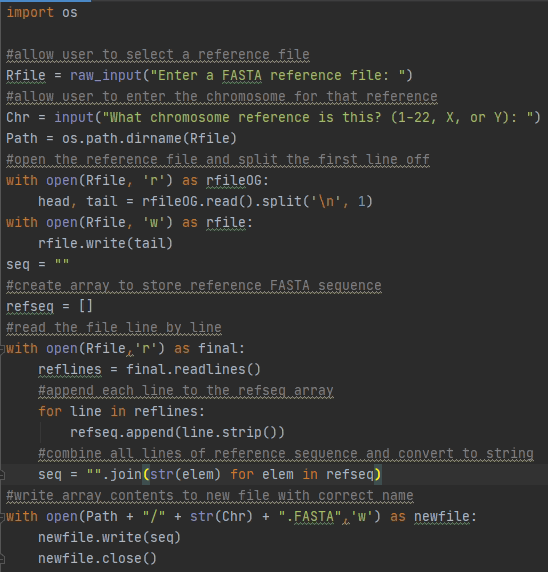 import os

#allow user to select a reference file
Rfile = raw_input("Enter a FASTA reference file: ")
#allow user to enter the chromosome for that reference
Chr = input("What chromosome reference is this? (1-22, X, or Y): ")
Path = os.path.dirname(Rfile)
#open the reference file and split the first line off
with open(Rfile, 'r') as rfileOG:
    head, tail = rfileOG.read().split('\n', 1)
with open(Rfile, 'w') as rfile:
    rfile.write(tail)
seq = ""
#create array to store reference FASTA sequence
refseq = []
#read the file line by line
with open(Rfile,'r') as final:
    reflines = final.readlines()
    #append each line to the refseq array
    for line in reflines:
        refseq.append(line.strip())
    #combine all lines of reference sequence and convert to string
    seq = "".join(str(elem) for elem in refseq)
#write array contents to new file with correct name
with open(Path + "/" + str(Chr) + ".FASTA",'w') as newfile:
    newfile.write(seq)
    newfile.close()